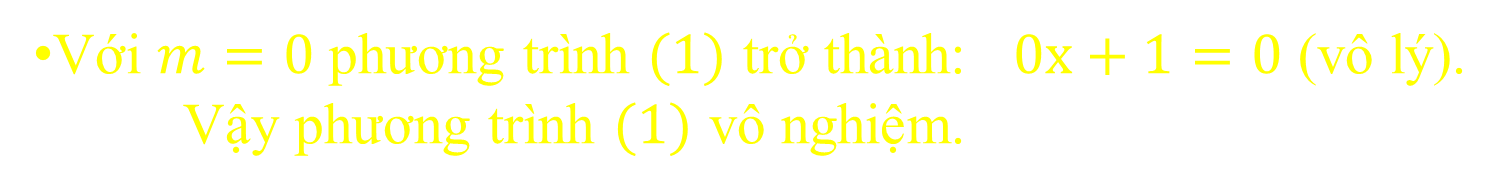 •Với m = 0 phương trình (1) trở thành: 0x + 1 = 0 (vô lý).
Vậy phương trình (1) vô nghiệm.